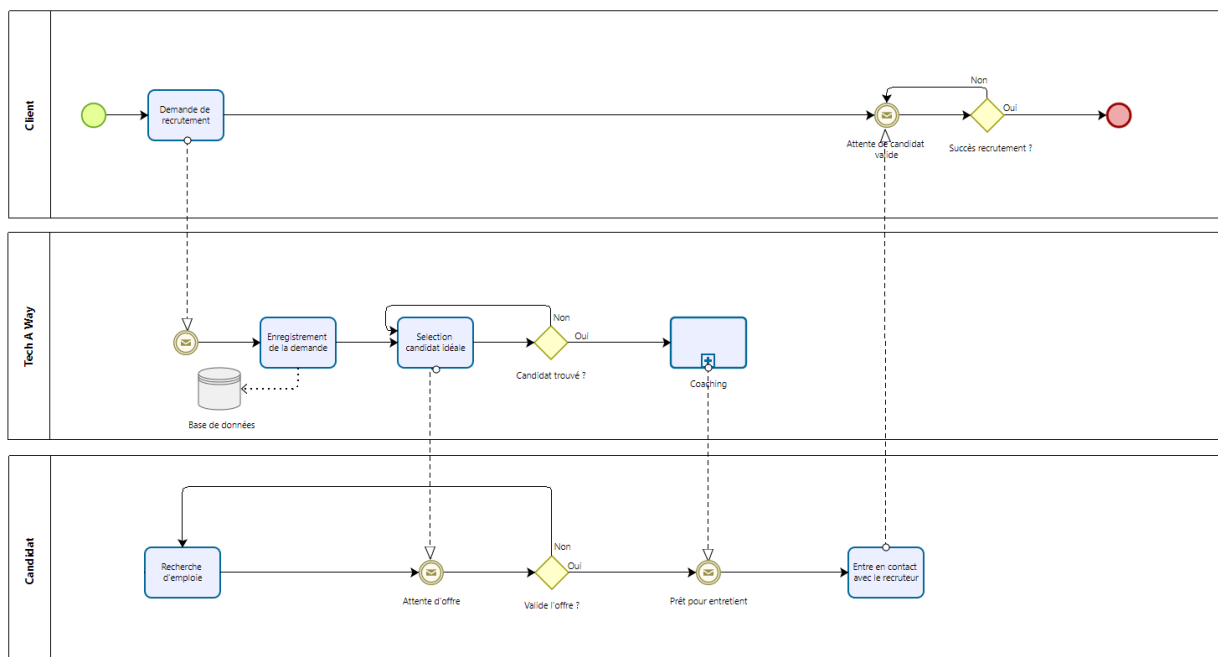 Client
Demande de
recrutement
Non
Oui
Attente de candidat
valide
Succès recrutement ?
Tech A Way
Enregistrement
de la demande
Base de données
Selection
candidat idéale
Non
Oui
Candidat trouvé ?
Coaching
Candidat
Recherche
d'emploie
Attente d'offre
Non
Oui
Valide l'offre ?
Prêt pour entretient
Entre en contact
avec le recruteur